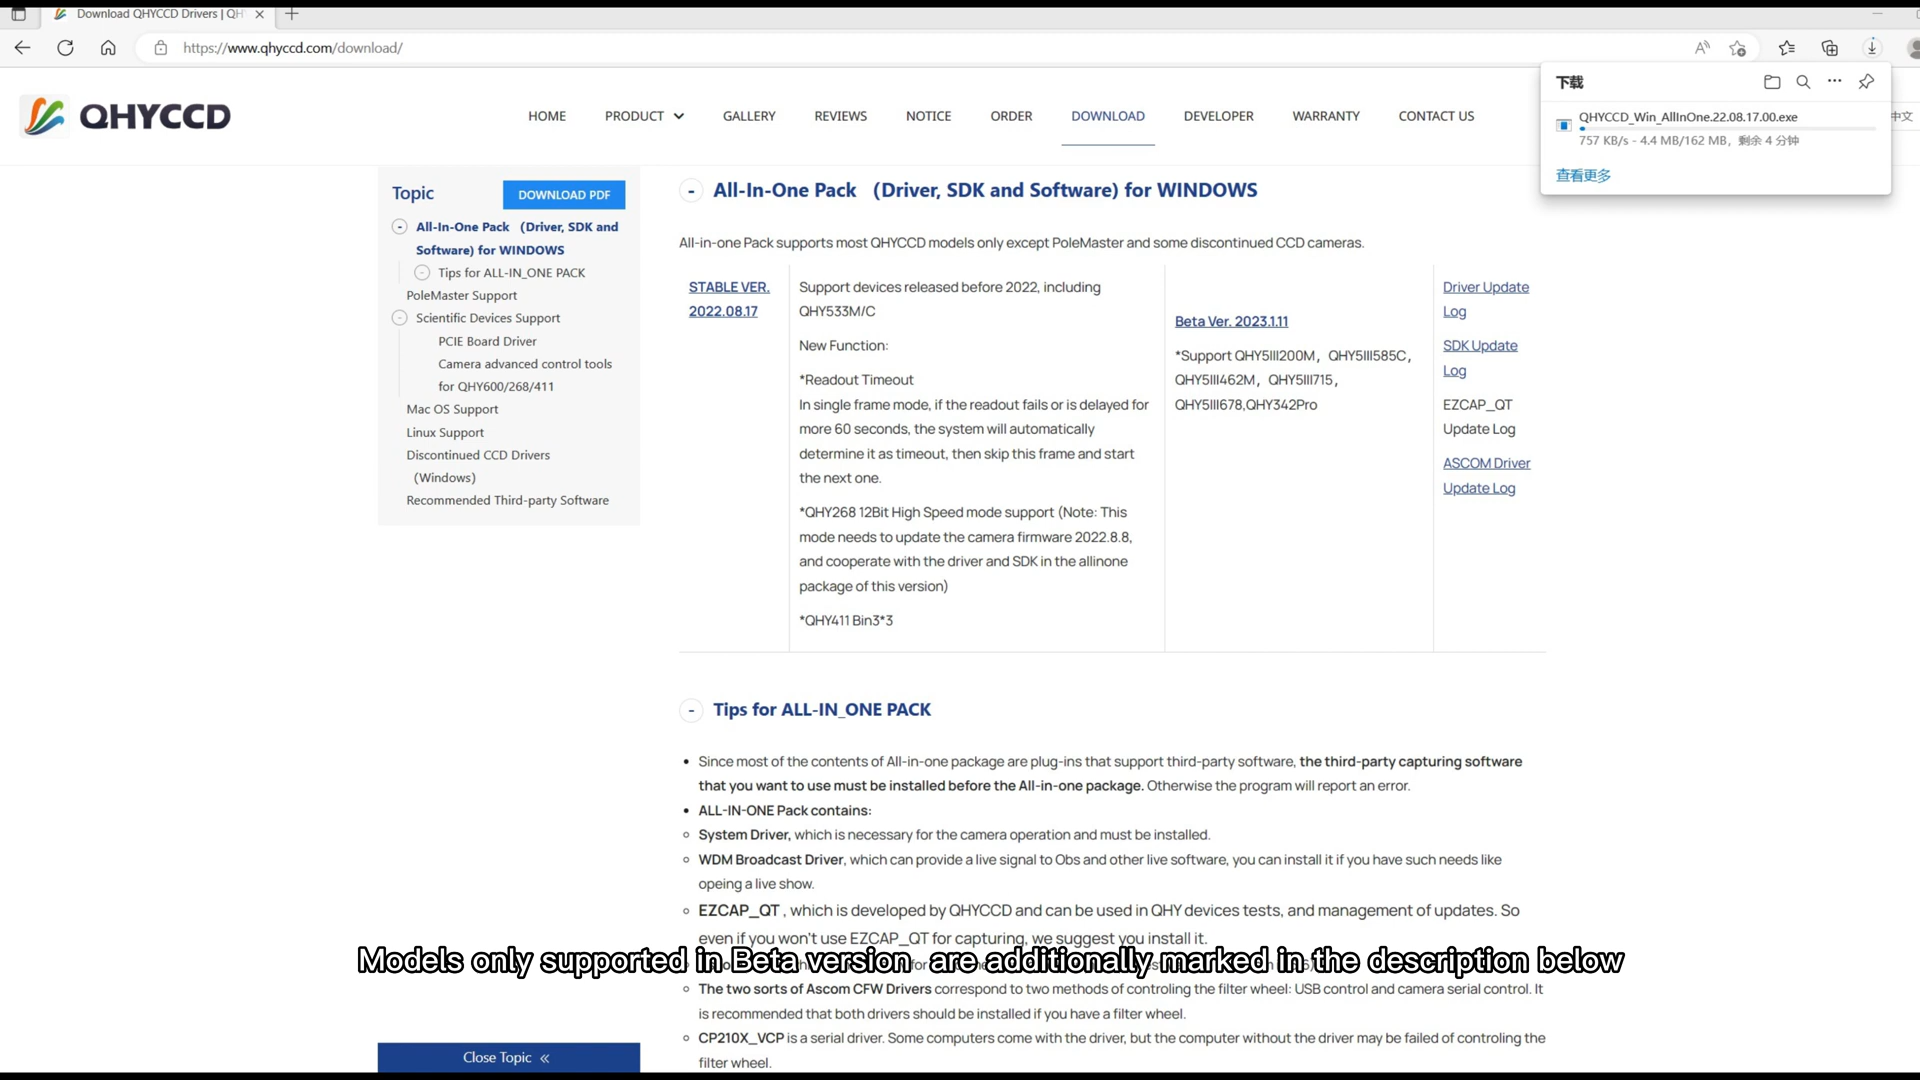 Download QHYCCD Drivers | QH
https://www.qhyccd.com/download/
下载
QHYCCD_Win_AllInOne.22.08.17.00.exe
757 KB/s - 4.4 MB/162 MB，剩余 4 分钟
查看更多
中文
QHYCCD
HOME PRODUCT GALLERY REVIEWS NOTICE ORDER DOWNLOAD DEVELOPER WARRANTY CONTACT US
Topic
DOWNLOAD PDF
All-In-One Pack （Driver, SDK and
Software) for WINDOWS
Tips for ALL-IN_ONE PACK
PoleMaster Support
Scientific Devices Support
PCIE Board Driver
Camera advanced control tools
for QHY600/268/411
Mac OS Support
Linux Support
Discontinued CCD Drivers
（Windows)
Recommended Third-party Software
Close Topic «
- All-In-One Pack （Driver, SDK and Software) for WINDOWS
All-in-one Pack supports most QHYCCD models only except PoleMaster and some discontinued CCD cameras.
STABLE VER.
2022.08.17
Support devices released before 2022, including
QHY533M/C
New Function:
*Readout Timeout
In single frame mode, if the readout fails or is delayed for
more 60 seconds, the system will automatically
determine it as timeout, then skip this frame and start
the next one.
*QHY268 12Bit High Speed mode support (Note: This
mode needs to update the camera firmware 2022.8.8,
and cooperate with the driver and SDK in the allinone
package of this version)
*QHY411 Bin3*3
Beta Ver. 2023.1.11
*Support QHY5III200M，QHY5III585C，
QHY5III462M，QHY5III715，
QHY5III678,QHY342Pro
Driver Update
Log
SDK Update
Log
EZCAP_QT
Update Log
ASCOM Driver
Update Log
- Tips for ALL-IN_ONE PACK
• Since most of the contents of All-in-one package are plug-ins that support third-party software, the third-party capturing software
that you want to use must be installed before the All-in-one package. Otherwise the program will report an error.
• ALL-IN-ONE Pack contains:
System Driver, which is necessary for the camera operation and must be installed.
WDM Broadcast Driver, which can provide a live signal to Obs and other live software, you can install it if you have such needs like
opeing a live show.
EZCAP_QT , which is developed by QHYCCD and can be used in QHY devices tests, and management of updates. So
even if you won't use EZCAP_QT for capturing, we suggest you install it.
Models only supported in Beta version are additionally marked in the description below
The two sorts of Ascom CFW Drivers correspond to two methods of controling the filter wheel: USB control and camera serial control. It
is recommended that both drivers should be installed if you have a filter wheel.
CP210X_VCP is a serial driver. Some computers come with the driver, but the computer without the driver may be failed of controling the
filter wheel.